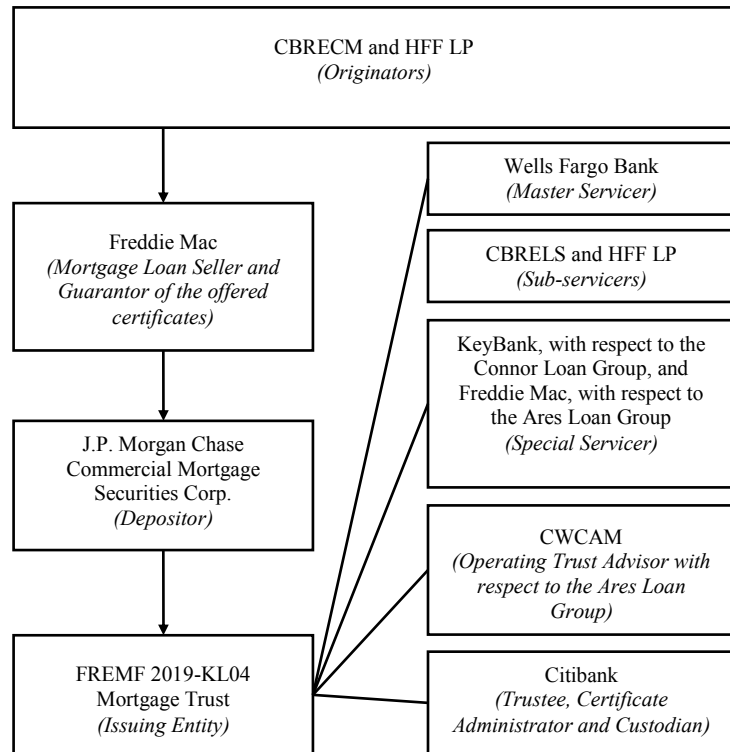 CBRECM and HFF LP
(Originators)
Freddie Mac
(Mortgage Loan Seller and
Guarantor of the offered
certificates)
J.P. Morgan Chase
Commercial Mortgage
Securities Corp.
(Depositor)
FREMF 2019-KL04
Mortgage Trust
(Issuing Entity)
Wells Fargo Bank
(Master Servicer)
CBRELS and HFF LP
(Sub-servicers)
KeyBank, with respect to the
Connor Loan Group, and
Freddie Mac, with respect to
the Ares Loan Group
(Special Servicer)
CWCAM
(Operating Trust Advisor with
respect to the Ares Loan
Group)
Citibank
(Trustee, Certificate
Administrator and Custodian)